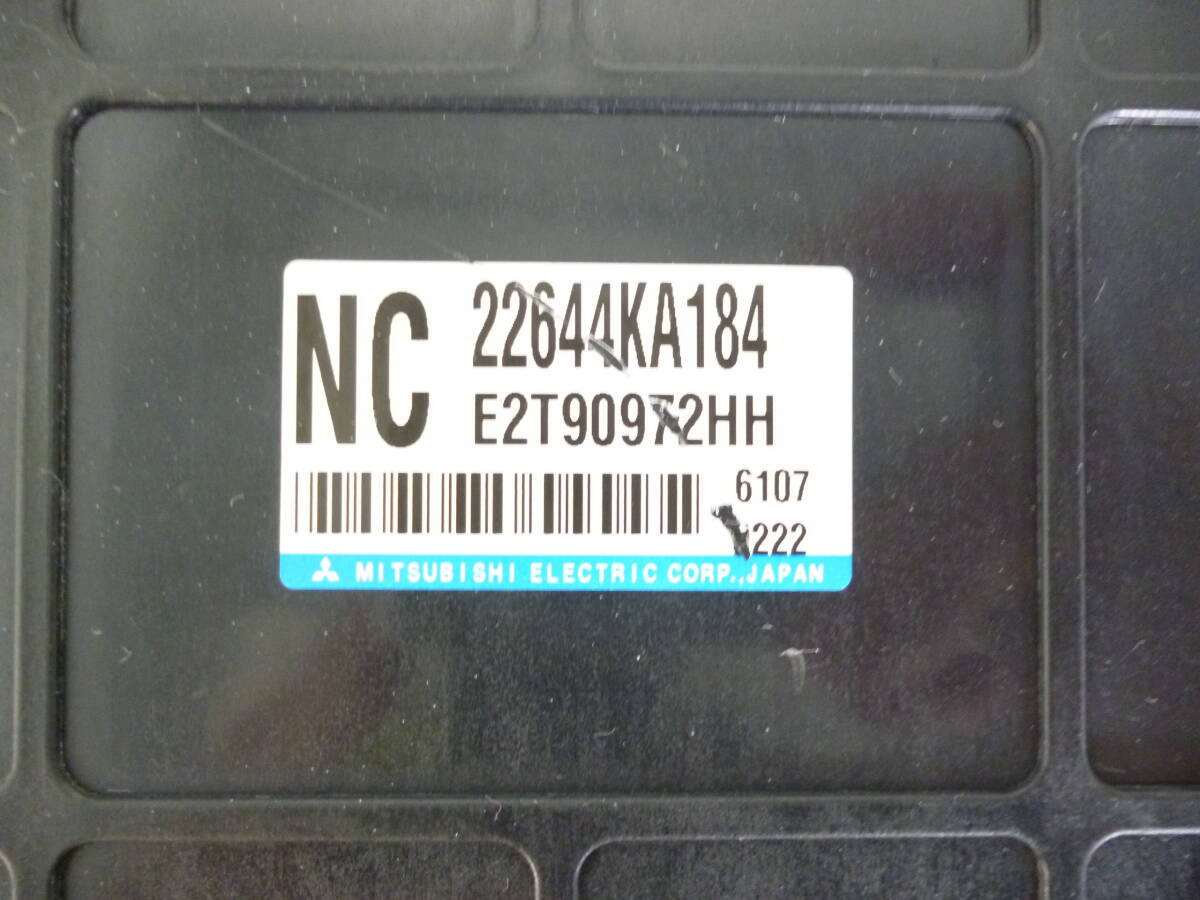 NC
22644KA184
E2T90972HH
6107
222
MITSUBISHI ELECTRIC CORP.,JAPAN